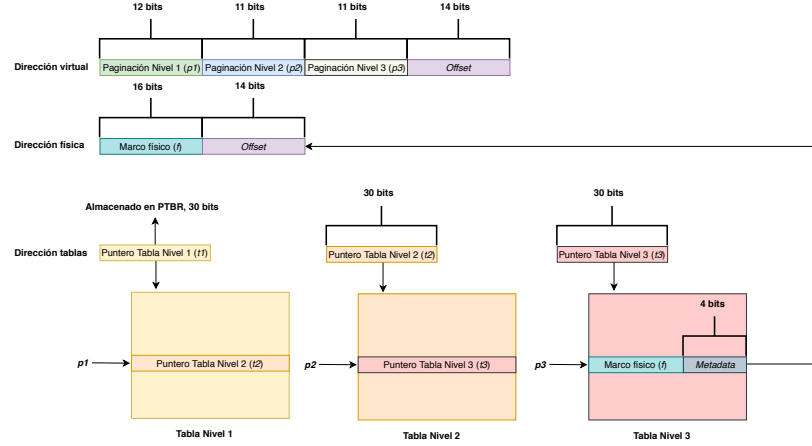 12 bits
11 bits
11 bits
14 bits
Dirección virtual
Paginación Nivel 1 (p1)
Paginación Nivel 2 (p2)
Paginación Nivel 3 (p3)
Offset
16 bits
14 bits
Dirección física
Marco físico (f)
Offset
Almacenado en PTBR, 30 bits
30 bits
30 bits
Dirección tablas
Puntero Tabla Nivel 1 (t1)
Puntero Tabla Nivel 2 (t2)
Puntero Tabla Nivel 3 (t3)
4 bits
p1
Puntero Tabla Nivel 2 (t2)
p2
Puntero Tabla Nivel 3 (t3)
p3
Marco físico (f)
Metadata
Tabla Nivel 1
Tabla Nivel 2
Tabla Nivel 3